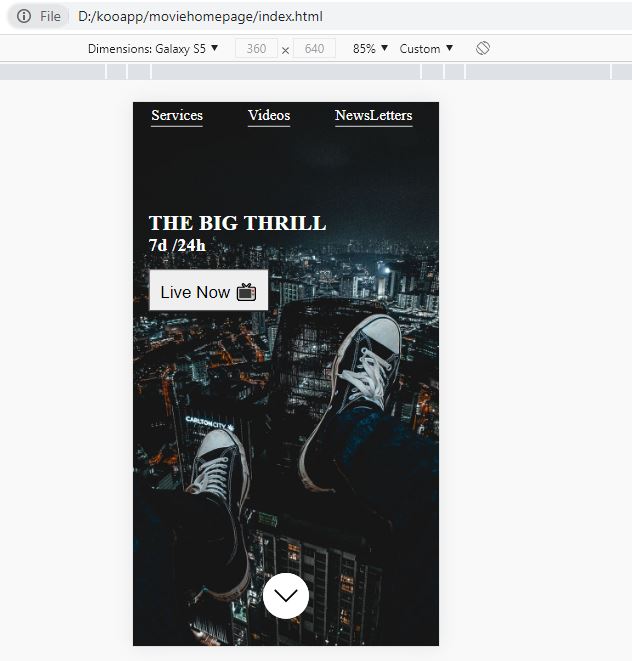 File D:/kooapp/moviehomepage/index.html
Dimensions: Galaxy S5 ▼ 360 × 640 85% ▼ Custom ▼
Services Videos NewsLetters
THE BIG THRILL
7d /24h
Live Now
CARLTON CITY